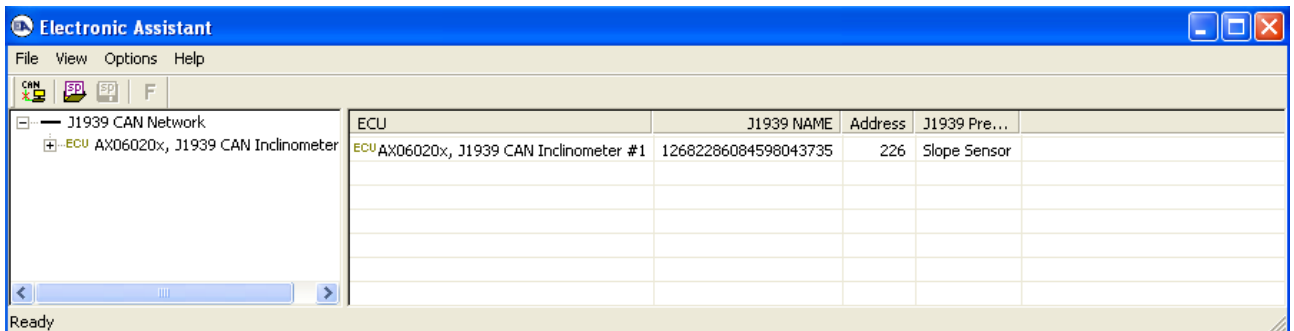 EA Electronic Assistant
File View Options Help
CAN SP SP F
J1939 CAN Network
ECU AX06020x, J1939 CAN Inclinometer
ECU J1939 NAME Address J1939 Pre...
ECU AX06020x, J1939 CAN Inclinometer #1 12682286084598043735 226 Slope Sensor
Ready